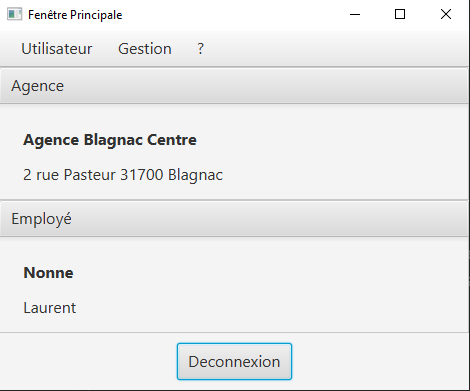 Fenêtre Principale
Utilisateur Gestion ?
Agence
Agence Blagnac Centre
2 rue Pasteur 31700 Blagnac
Employé
Nonne
Laurent
Deconnexion